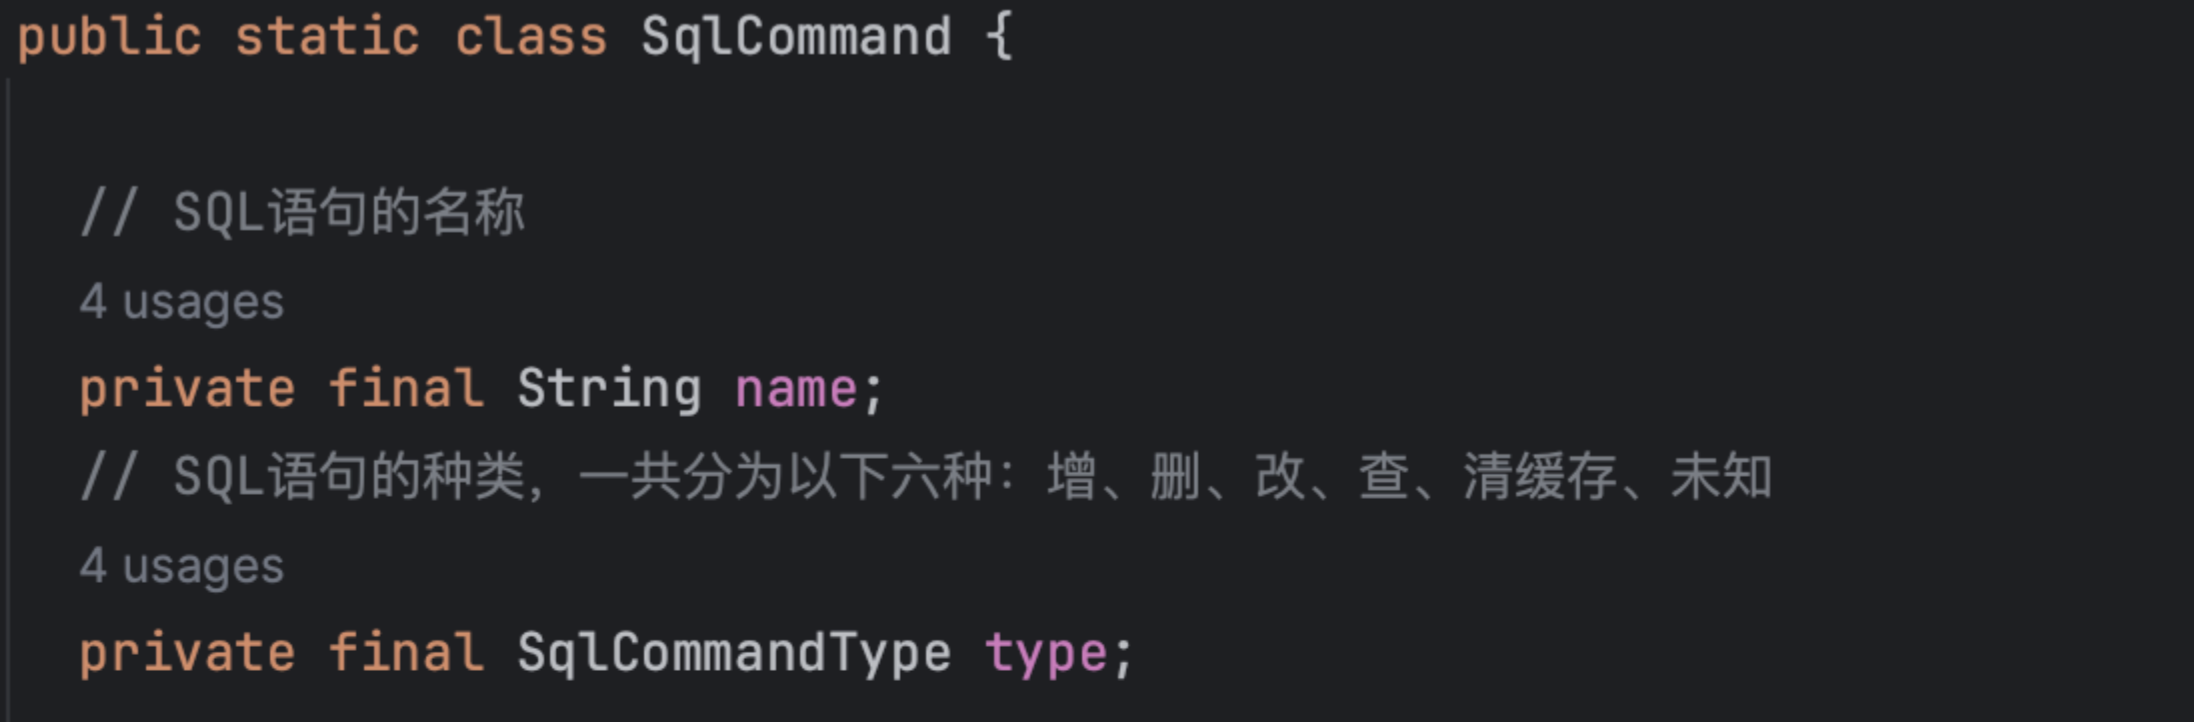 public static class SqlCommand {
// SQL语句的名称
4 usages
private final String name;
// SQL语句的种类，一共分为以下六种：增、删、改、查、清缓存、未知
4 usages
private final SqlCommandType type;